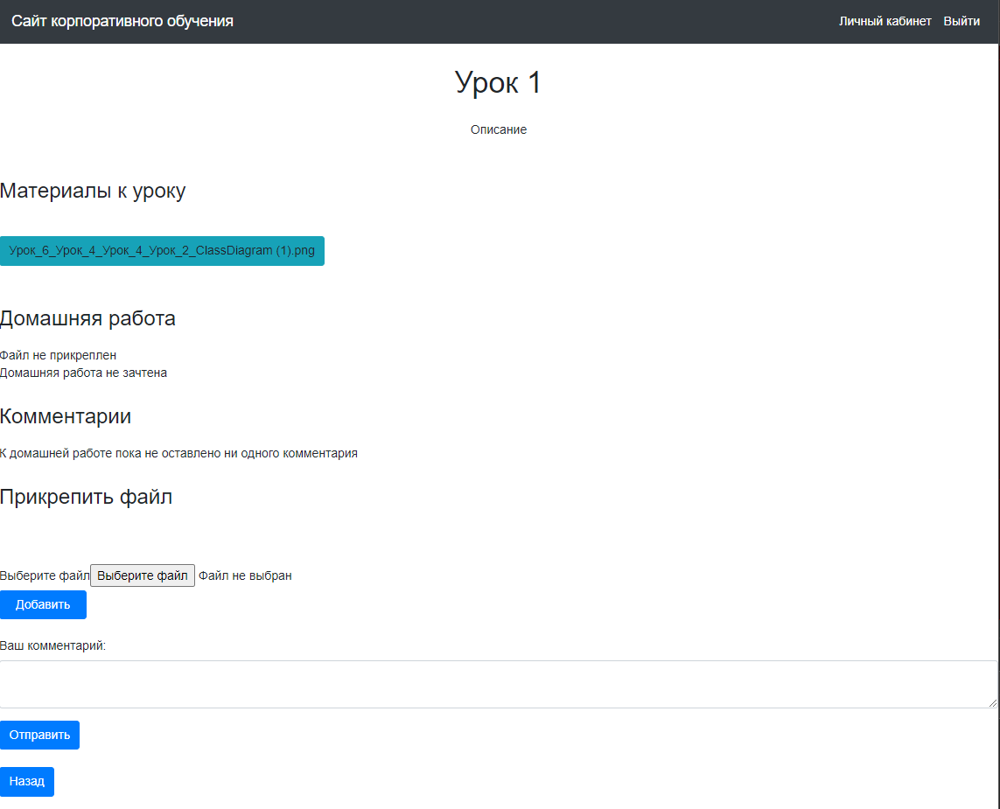 Сайт корпоративного обучения Личный кабинет Выйти
Урок 1
Описание
Материалы к уроку
Урок_6_Урок_4_Урок_4_Урок_2_ClassDiagram (1).png
Домашняя работа
Файл не прикреплен
Домашняя работа не зачтена
Комментарии
К домашней работе пока не оставлено ни одного комментария
Прикрепить файл
Выберите файл Выберите файл Файл не выбран
Добавить
Ваш комментарий:
Отправить
Назад